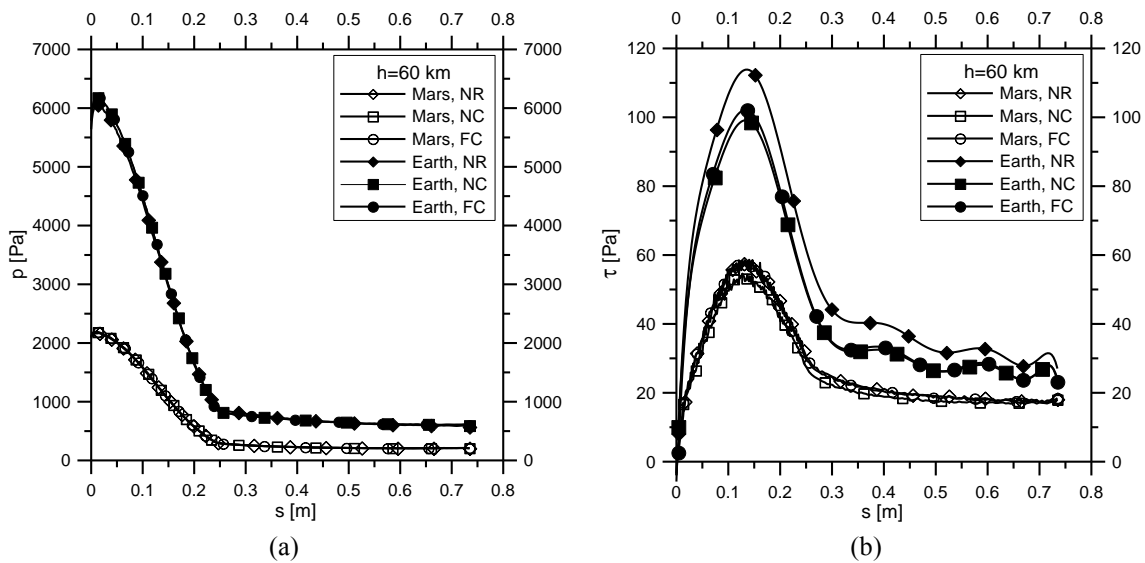 0 0.1 0.2 0.3 0.4 0.5 0.6 0.7 0.8
7000
6000
5000
4000
3000
2000
1000
0
p [Pa]
h=60 km
Mars, NR
Mars, NC
Mars, FC
Earth, NR
Earth, NC
Earth, FC
7000
6000
5000
4000
3000
2000
1000
0
0 0.1 0.2 0.3 0.4 0.5 0.6 0.7 0.8
s [m]
(a)
0 0.1 0.2 0.3 0.4 0.5 0.6 0.7 0.8
120
100
80
60
40
20
0
τ [Pa]
h=60 km
Mars, NR
Mars, NC
Mars, FC
Earth, NR
Earth, NC
Earth, FC
120
100
80
60
40
20
0
0 0.1 0.2 0.3 0.4 0.5 0.6 0.7 0.8
s [m]
(b)